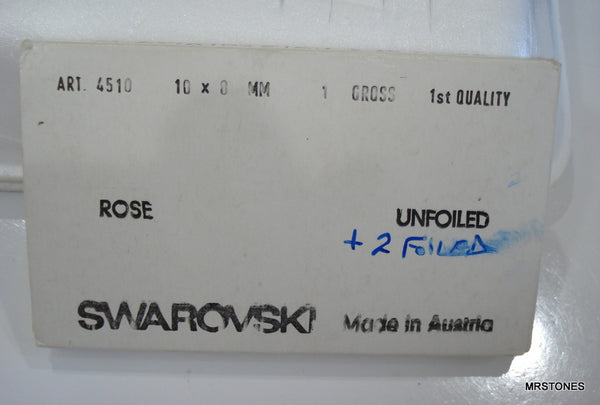 ART. 4510 10 x 8 MM 1 GROSS 1st QUALITY
ROSE UNFOILED
+ 2 FOILED
SWAROVSKI Made in Austria
MRSTONES